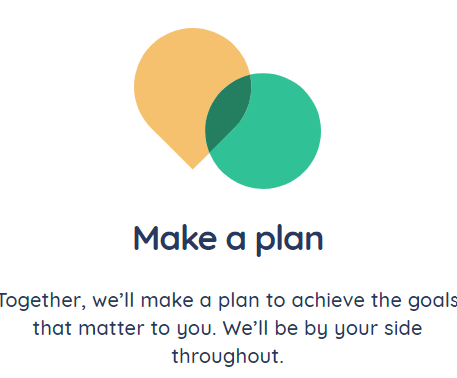 Make a plan
Together, we’ll make a plan to achieve the goals
that matter to you. We’ll be by your side
throughout.